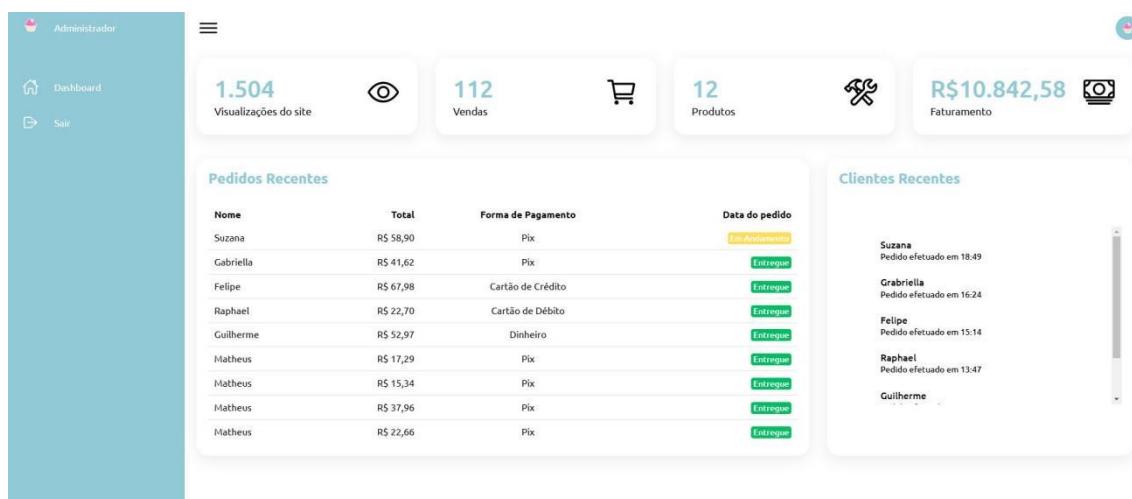 Administrador
Dashboard
Sair
1.504
Visualizações do site
112
Vendas
12
Produtos
R$10.842,58
Faturamento
Pedidos Recentes
Nome Total Forma de Pagamento Data do pedido
Suzana R$ 58,90 Pix Em Andamento
Gabriella R$ 41,62 Pix Entregue
Felipe R$ 67,98 Cartão de Crédito Entregue
Raphael R$ 22,70 Cartão de Débito Entregue
Guilherme R$ 52,97 Dinheiro Entregue
Matheus R$ 17,29 Pix Entregue
Matheus R$ 15,34 Pix Entregue
Matheus R$ 37,96 Pix Entregue
Matheus R$ 22,66 Pix Entregue
Clientes Recentes
Suzana
Pedido efetuado em 18:49
Grabriella
Pedido efetuado em 16:24
Felipe
Pedido efetuado em 15:14
Raphael
Pedido efetuado em 13:47
Guilherme